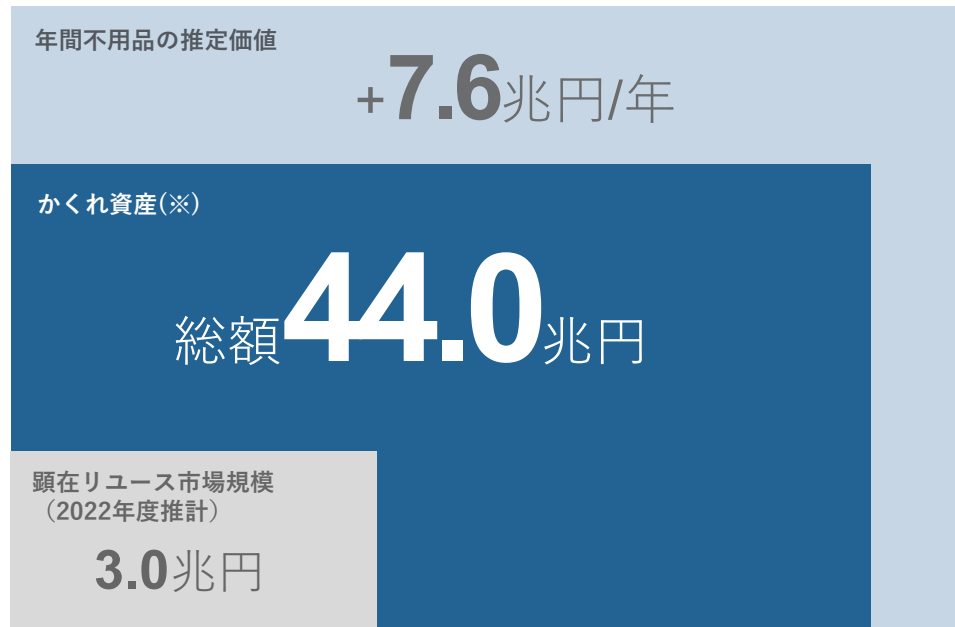 年間不用品の推定価値
+7.6兆円/年
かくれ資産(※)
総額44.0兆円
顕在リユース市場規模
（2022年度推計）
3.0兆円